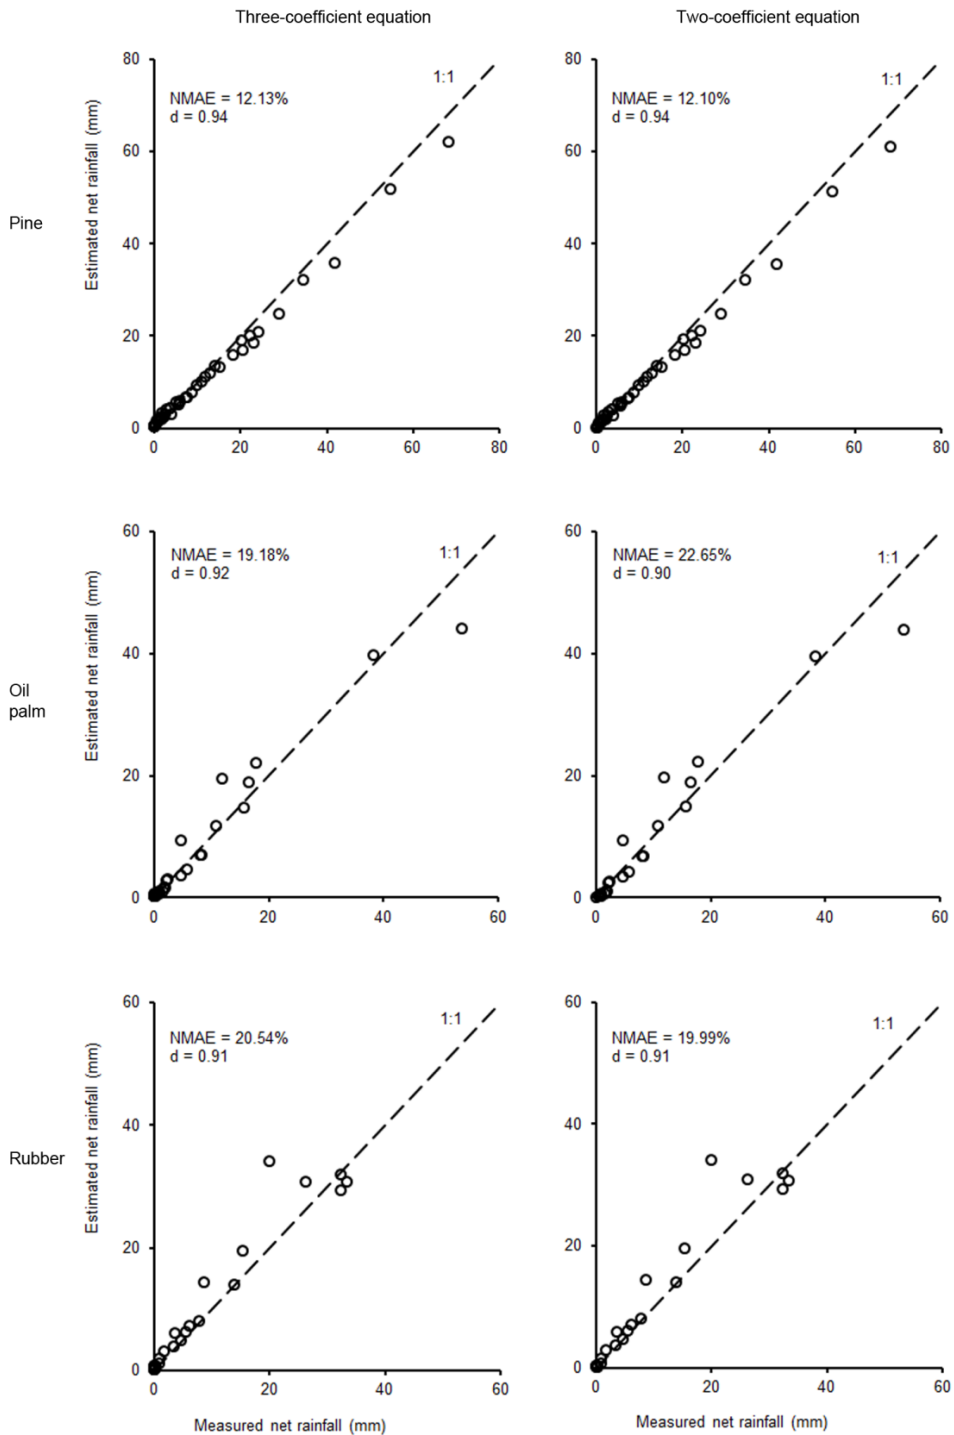 Three-coefficient equation
Two-coefficient equation
Pine
Estimated net rainfall (mm)
80
60
40
20
0
NMAE = 12.13%
d = 0.94
1:1
0 20 40 60 80
80
60
40
20
0
NMAE = 12.10%
d = 0.94
1:1
0 20 40 60 80
Oil
palm
Estimated net rainfall (mm)
60
40
20
0
NMAE = 19.18%
d = 0.92
1:1
0 20 40 60
60
40
20
0
NMAE = 22.65%
d = 0.90
1:1
0 20 40 60
Rubber
Estimated net rainfall (mm)
60
40
20
0
NMAE = 20.54%
d = 0.91
1:1
0 20 40 60
Measured net rainfall (mm)
60
40
20
0
NMAE = 19.99%
d = 0.91
1:1
0 20 40 60
Measured net rainfall (mm)